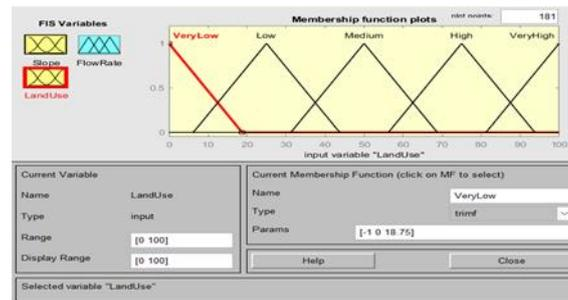 FIS Variables
Membership function plots plot points: 181
Slope FlowRate
LandUse
VeryLow Low Medium High VeryHigh
1
0.5
0
0 10 20 30 40 50 60 70 80 90 100
input variable "LandUse"
Current Variable
Name LandUse
Type input
Range [0 100]
Display Range [0 100]
Current Membership Function (click on MF to select)
Name VeryLow
Type trimf
Params [-1 0 18.75]
Help Close
Selected variable "LandUse"